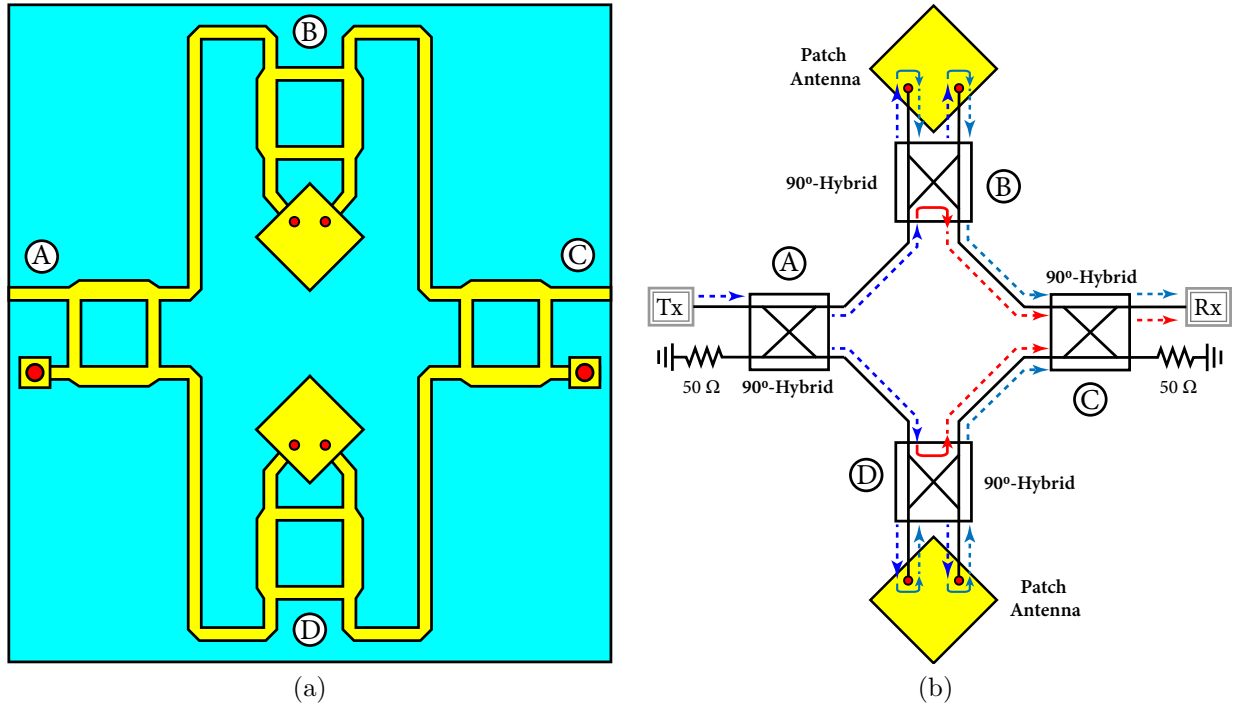 B
A
C
D
(a)
Patch
Antenna
90º-Hybrid
B
A
90º-Hybrid
Tx
Rx
50 Ω
90º-Hybrid
50 Ω
C
D
90º-Hybrid
Patch
Antenna
(b)